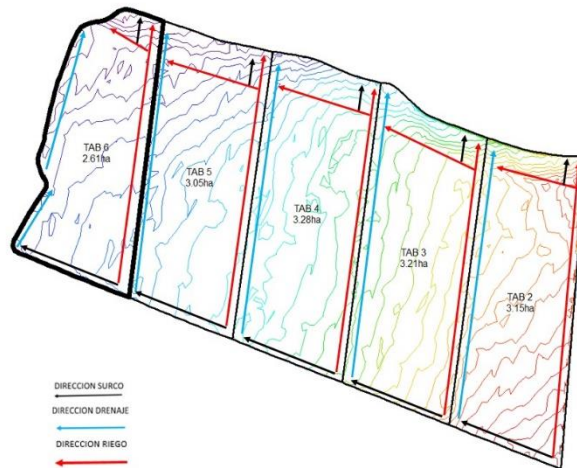 TAB 6
2.61ha
TAB 5
3.05ha
TAB 4
3.28ha
TAB 3
3.21ha
TAB 2
3.15ha
DIRECCION SURCO
DIRECCION DRENAJE
DIRECCION RIEGO